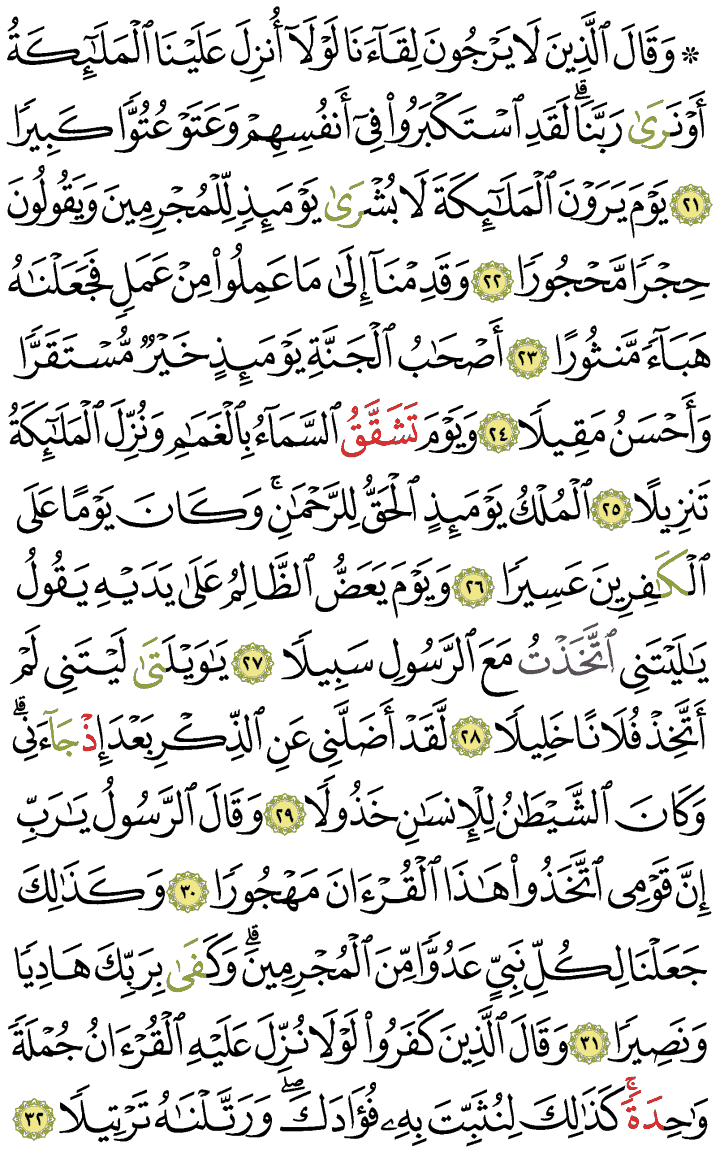 ۞ وَقَالَ ٱلَّذِينَ لَا يَرْجُونَ لِقَآءَنَا لَوْلَآ أُنزِلَ عَلَيْنَا ٱلْمَلَـٰٓئِكَةُ
أَوْ نَرَىٰ رَبَّنَا ۗ لَقَدِ ٱسْتَكْبَرُوا۟ فِىٓ أَنفُسِهِمْ وَعَتَوْ عُتُوًّا كَبِيرًا
٢١ يَوْمَ يَرَوْنَ ٱلْمَلَـٰٓئِكَةَ لَا بُشْرَىٰ يَوْمَئِذٍ لِّلْمُجْرِمِينَ وَيَقُولُونَ
حِجْرًا مَّحْجُورًا ٢٢ وَقَدِمْنَآ إِلَىٰ مَا عَمِلُوا۟ مِنْ عَمَلٍ فَجَعَلْنَـٰهُ
هَبَآءً مَّنثُورًا ٢٣ أَصْحَـٰبُ ٱلْجَنَّةِ يَوْمَئِذٍ خَيْرٌ مُّسْتَقَرًّا
وَأَحْسَنُ مَقِيلًا ٢٤ وَيَوْمَ تَشَقَّقُ ٱلسَّمَآءُ بِٱلْغَمَـٰمِ وَنُزِّلَ ٱلْمَلَـٰٓئِكَةُ
تَنزِيلًا ٢٥ ٱلْمُلْكُ يَوْمَئِذٍ ٱلْحَقُّ لِلرَّحْمَـٰنِ ۚ وَكَانَ يَوْمًا عَلَى
ٱلْكَـٰفِرِينَ عَسِيرًا ٢٦ وَيَوْمَ يَعَضُّ ٱلظَّالِمُ عَلَىٰ يَدَيْهِ يَقُولُ
يَـٰلَيْتَنِى ٱتَّخَذْتُ مَعَ ٱلرَّسُولِ سَبِيلًا ٢٧ يَـٰوَيْلَتَىٰ لَيْتَنِى لَمْ
أَتَّخِذْ فُلَانًا خَلِيلًا ٢٨ لَّقَدْ أَضَلَّنِى عَنِ ٱلذِّكْرِ بَعْدَ إِذْ جَآءَنِى ۗ
وَكَانَ ٱلشَّيْطَـٰنُ لِلْإِنسَـٰنِ خَذُولًا ٢٩ وَقَالَ ٱلرَّسُولُ يَـٰرَبِّ
إِنَّ قَوْمِى ٱتَّخَذُوا۟ هَـٰذَا ٱلْقُرْءَانَ مَهْجُورًا ٣٠ وَكَذَٰلِكَ
جَعَلْنَا لِكُلِّ نَبِىٍّ عَدُوًّا مِّنَ ٱلْمُجْرِمِينَ ۗ وَكَفَىٰ بِرَبِّكَ هَادِيًا
وَنَصِيرًا ٣١ وَقَالَ ٱلَّذِينَ كَفَرُوا۟ لَوْلَا نُزِّلَ عَلَيْهِ ٱلْقُرْءَانُ جُمْلَةً
وَٰحِدَةً ۚ كَذَٰلِكَ لِنُثَبِّتَ بِهِۦ فُؤَادَكَ ۖ وَرَتَّلْنَـٰهُ تَرْتِيلًا ٣٢